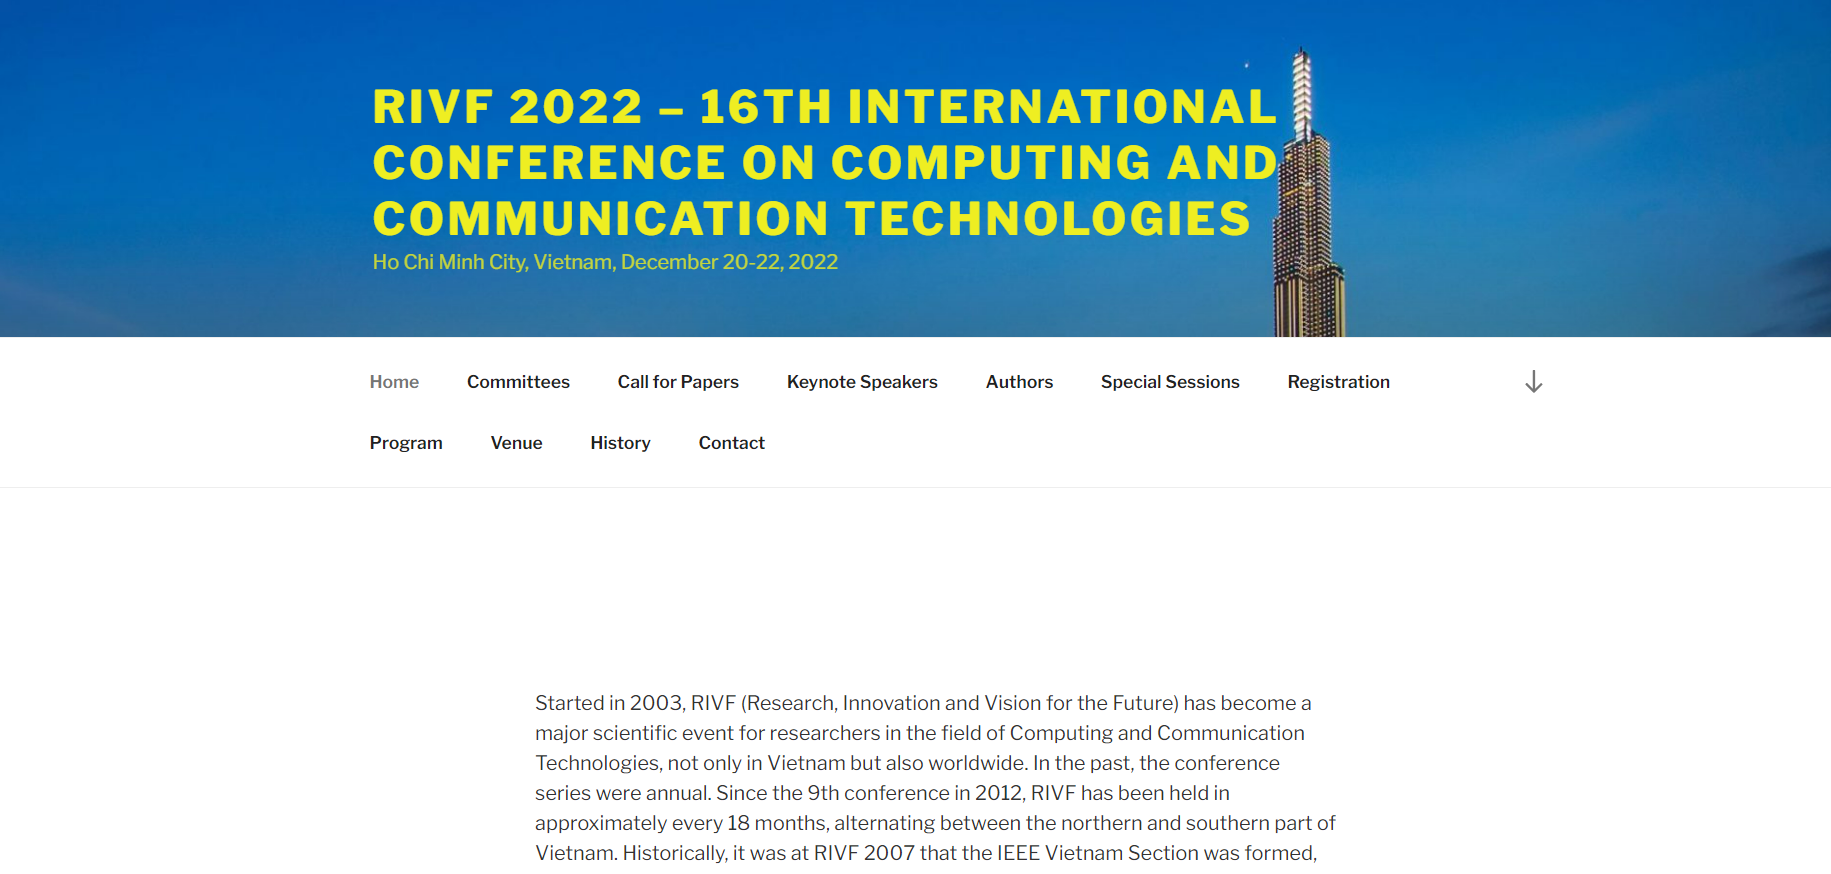 RIVF 2022 – 16TH INTERNATIONAL
CONFERENCE ON COMPUTING AND
COMMUNICATION TECHNOLOGIES
Ho Chi Minh City, Vietnam, December 20-22, 2022
Home Committees Call for Papers Keynote Speakers Authors Special Sessions Registration
Program Venue History Contact
Started in 2003, RIVF (Research, Innovation and Vision for the Future) has become a
major scientific event for researchers in the field of Computing and Communication
Technologies, not only in Vietnam but also worldwide. In the past, the conference
series were annual. Since the 9th conference in 2012, RIVF has been held in
approximately every 18 months, alternating between the northern and southern part of
Vietnam. Historically, it was at RIVF 2007 that the IEEE Vietnam Section was formed,